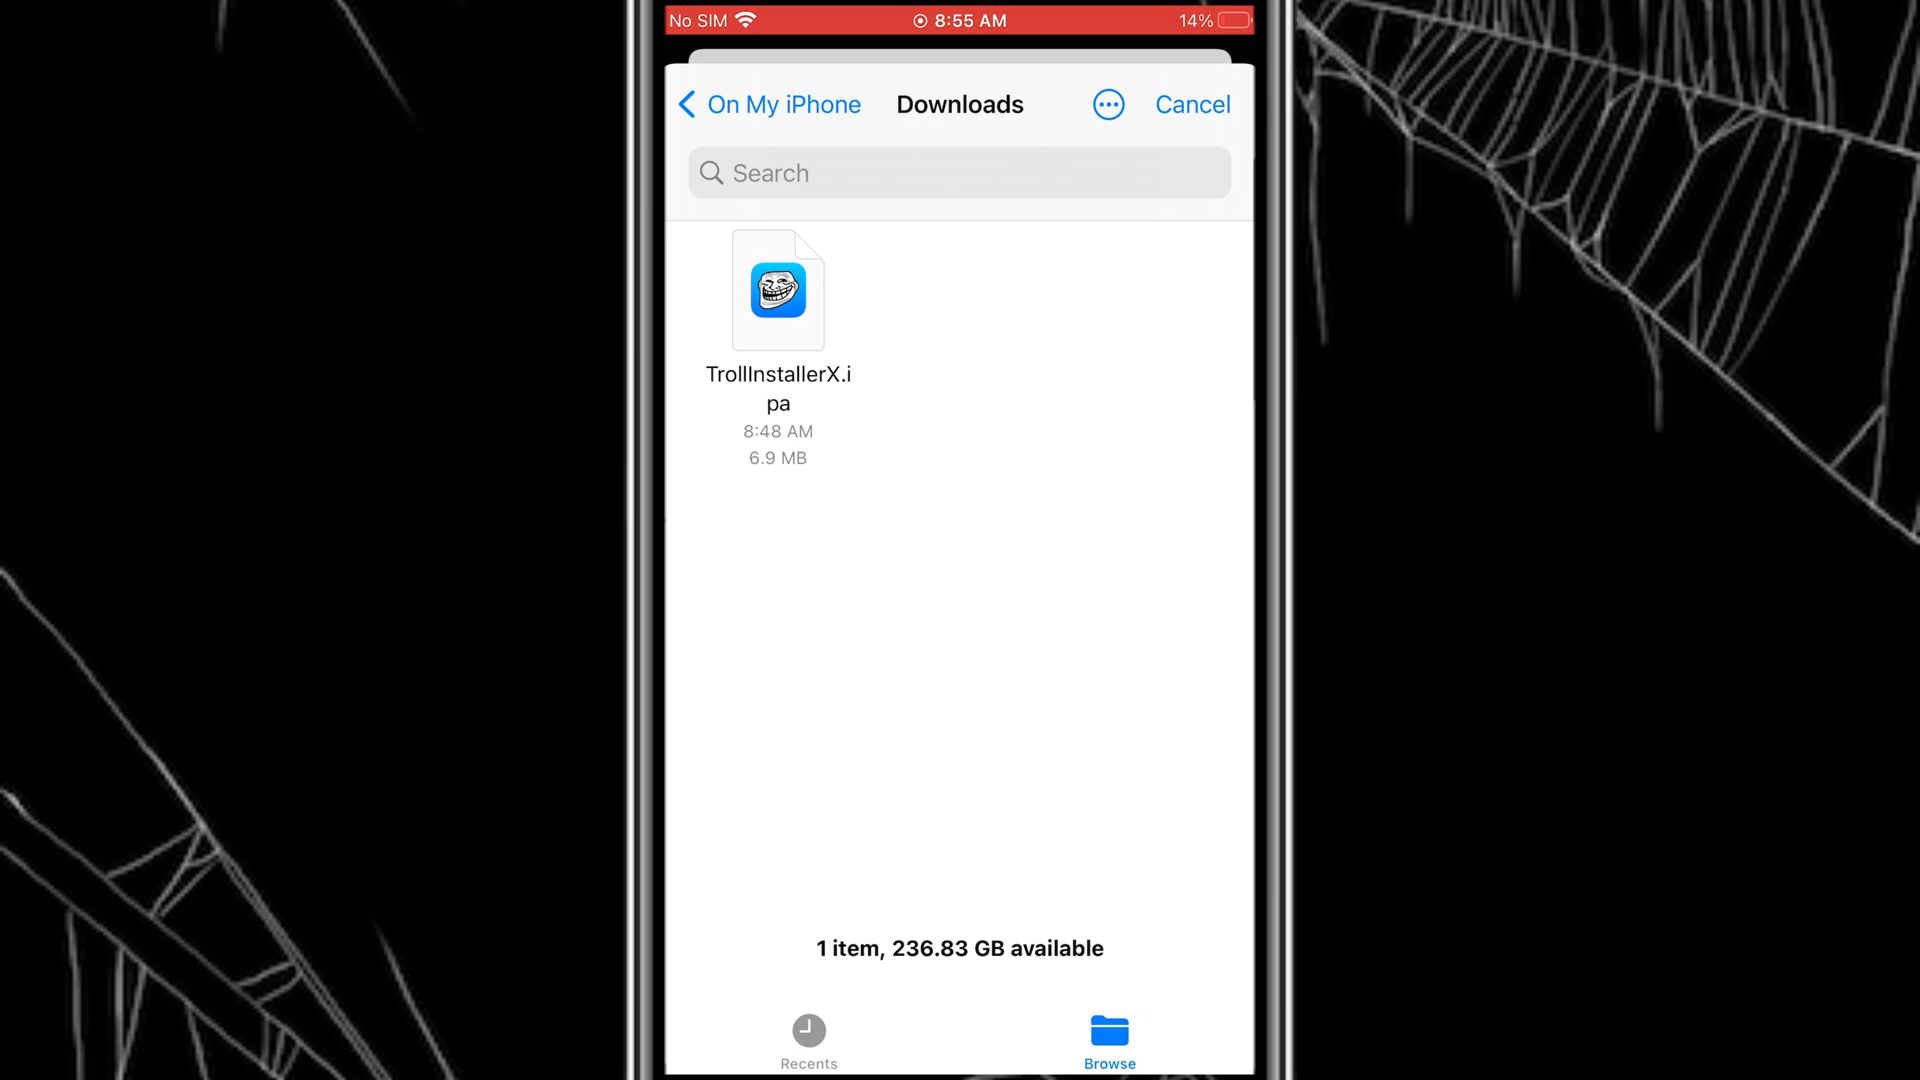 No SIM 8:55 AM 14%
On My iPhone Downloads Cancel
Search
TrollInstallerX.i
pa
8:48 AM
6.9 MB
1 item, 236.83 GB available
Recents Browse